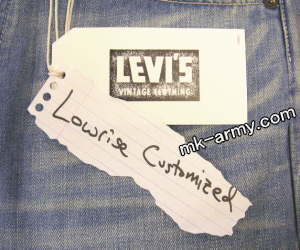 LEVI'S
VINTAGE CLOTHING
Lowrise Customized
mk-army.com